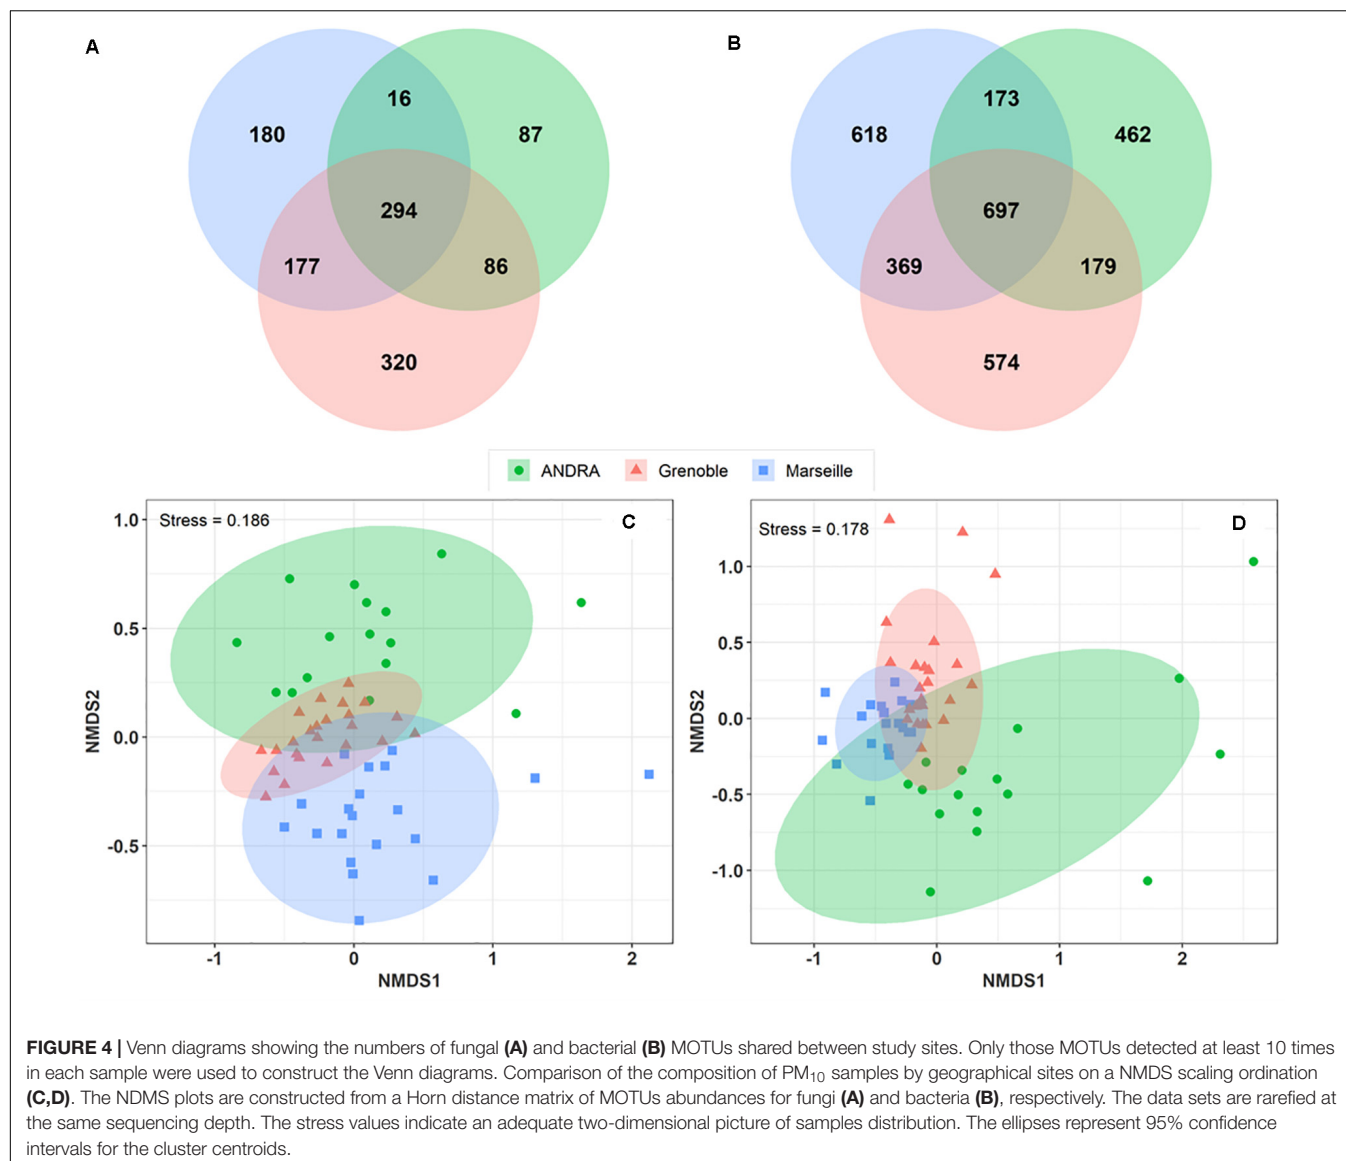 A
16
180
87
294
177
86
320
B
173
618
462
697
369
179
574
ANDRA Grenoble Marseille
Stress = 0.186
C
1.0
0.5
0.0
-0.5
NMDS2
-1 0 1 2
NMDS1
Stress = 0.178
D
1.0
0.5
0.0
-0.5
-1.0
NMDS2
-1 0 1 2
NMDS1
FIGURE 4 | Venn diagrams showing the numbers of fungal (A) and bacterial (B) MOTUs shared between study sites. Only those MOTUs detected at least 10 times
in each sample were used to construct the Venn diagrams. Comparison of the composition of PM10 samples by geographical sites on a NMDS scaling ordination
(C,D). The NDMS plots are constructed from a Horn distance matrix of MOTUs abundances for fungi (A) and bacteria (B), respectively. The data sets are rarefied at
the same sequencing depth. The stress values indicate an adequate two-dimensional picture of samples distribution. The ellipses represent 95% confidence
intervals for the cluster centroids.